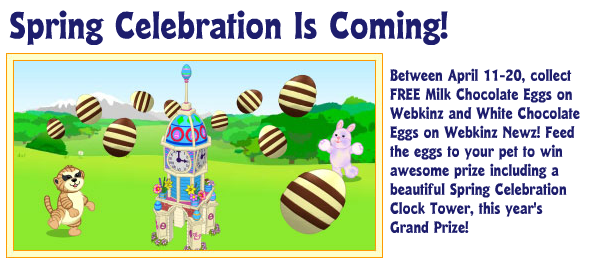 Spring Celebration Is Coming!
Between April 11-20, collect
FREE Milk Chocolate Eggs on
Webkinz and White Chocolate
Eggs on Webkinz Newz! Feed
the eggs to your pet to win
awesome prize including a
beautiful Spring Celebration
Clock Tower, this year's
Grand Prize!